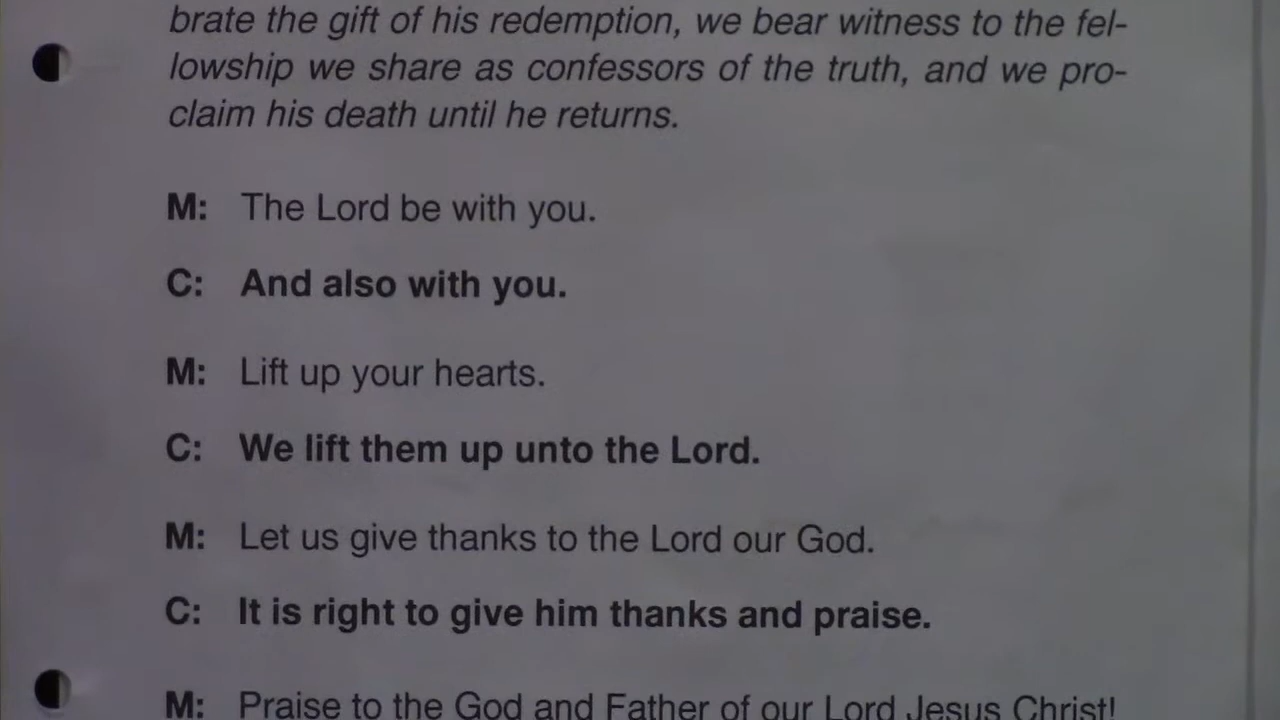 brate the gift of his redemption, we bear witness to the fel-
lowship we share as confessors of the truth, and we pro-
claim his death until he returns.
M: The Lord be with you.
C: And also with you.
M: Lift up your hearts.
C: We lift them up unto the Lord.
M: Let us give thanks to the Lord our God.
C: It is right to give him thanks and praise.
M: Praise to the God and Father of our Lord Jesus Christ!